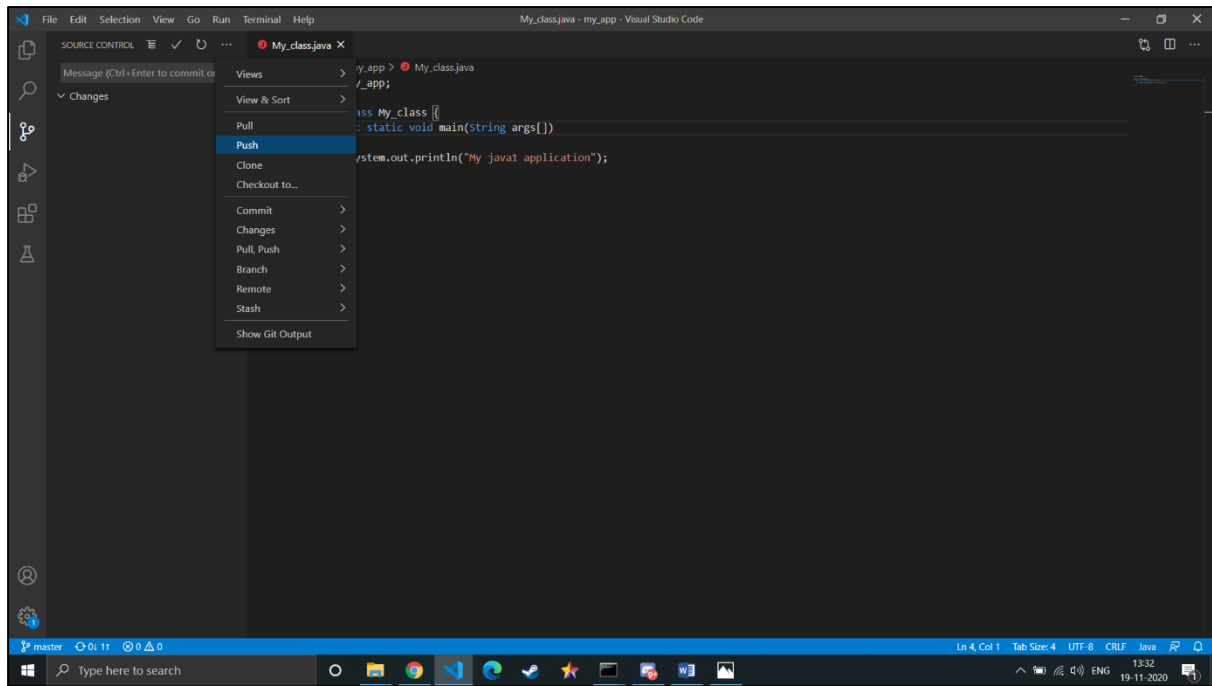 File Edit Selection View Go Run Terminal Help My_class.java - my_app - Visual Studio Code
SOURCE CONTROL
My_class.java
Message (Ctrl+Enter to commit o
Changes
Views
View & Sort
Pull
Push
Clone
Checkout to...
Commit
Changes
Pull, Push
Branch
Remote
Stash
Show Git Output
y_app > My_class.java
y_app;
ass My_class {
static void main(String args[])
ystem.out.println("My java1 application");
1
master 0↓ 1↑ 0 0 Ln 4, Col 1 Tab Size: 4 UTF-8 CRLF Java
Type here to search
ENG
13:32
19-11-2020
1